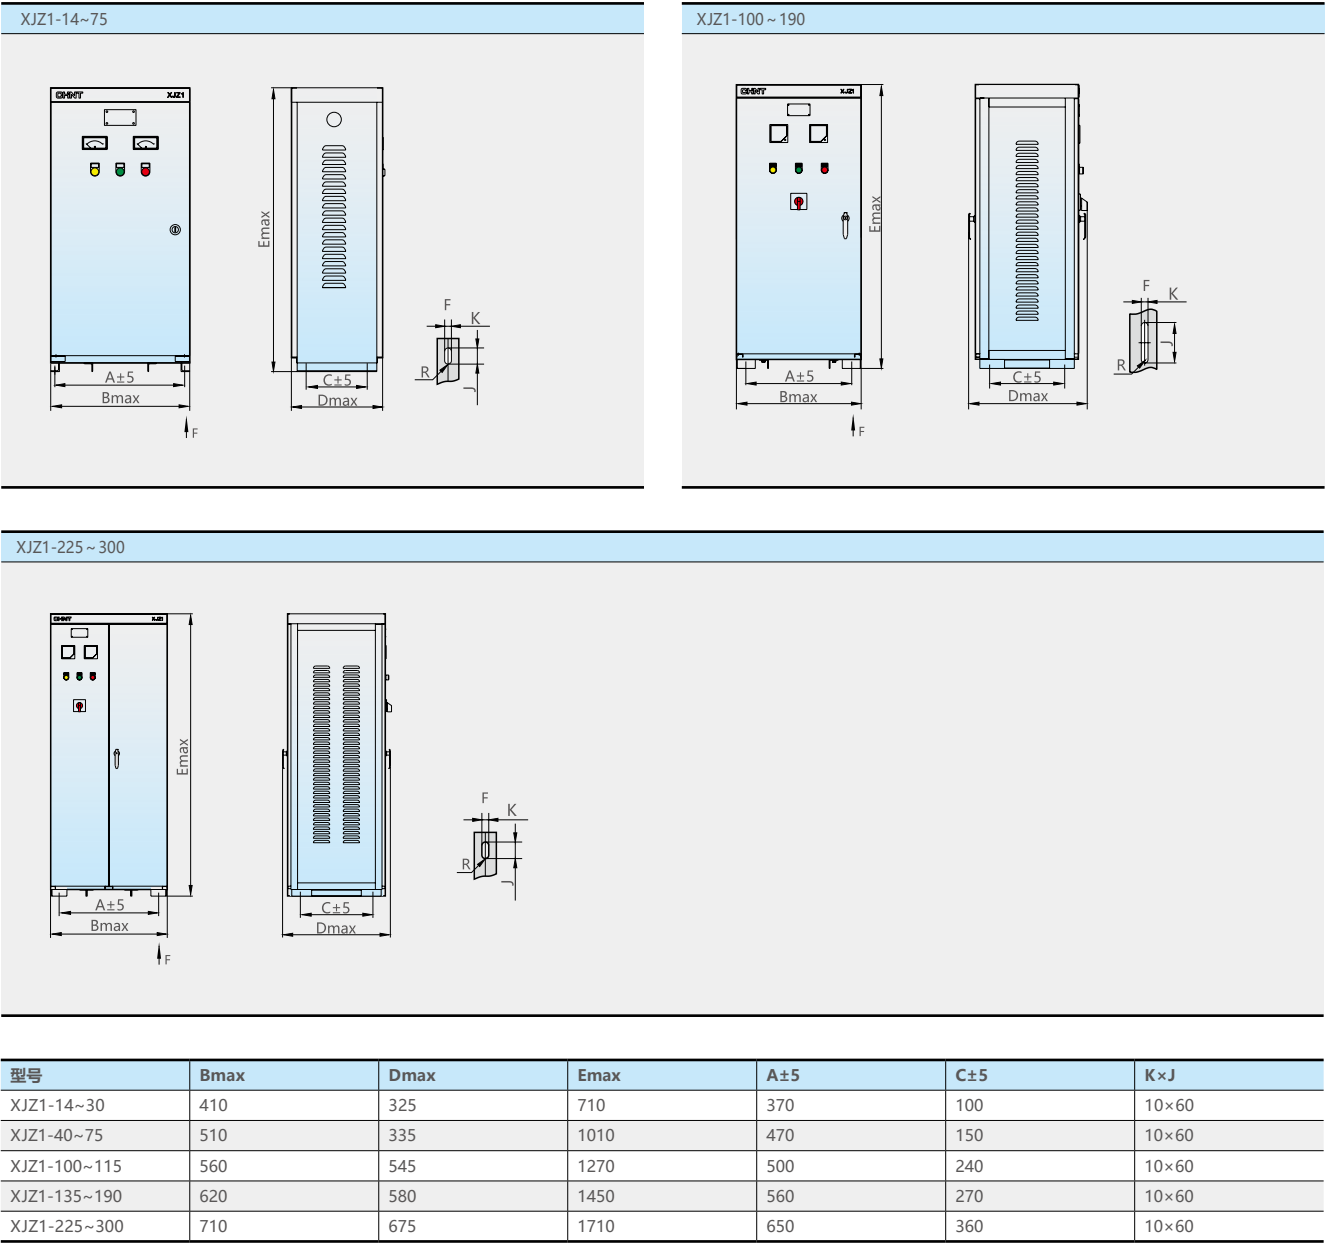 XJZ1-14~75
CHNT XJZ1
Emax
A±5
Bmax
F
C±5
Dmax
F
K
R
J
XJZ1-100~190
CHNT XJZ1
Emax
A±5
Bmax
F
C±5
Dmax
F
K
J
R
XJZ1-225~300
CHNT XJZ1
Emax
A±5
Bmax
F
C±5
Dmax
F
K
R
J
型号 Bmax Dmax Emax A±5 C±5 K×J
XJZ1-14~30 410 325 710 370 100 10×60
XJZ1-40~75 510 335 1010 470 150 10×60
XJZ1-100~115 560 545 1270 500 240 10×60
XJZ1-135~190 620 580 1450 560 270 10×60
XJZ1-225~300 710 675 1710 650 360 10×60